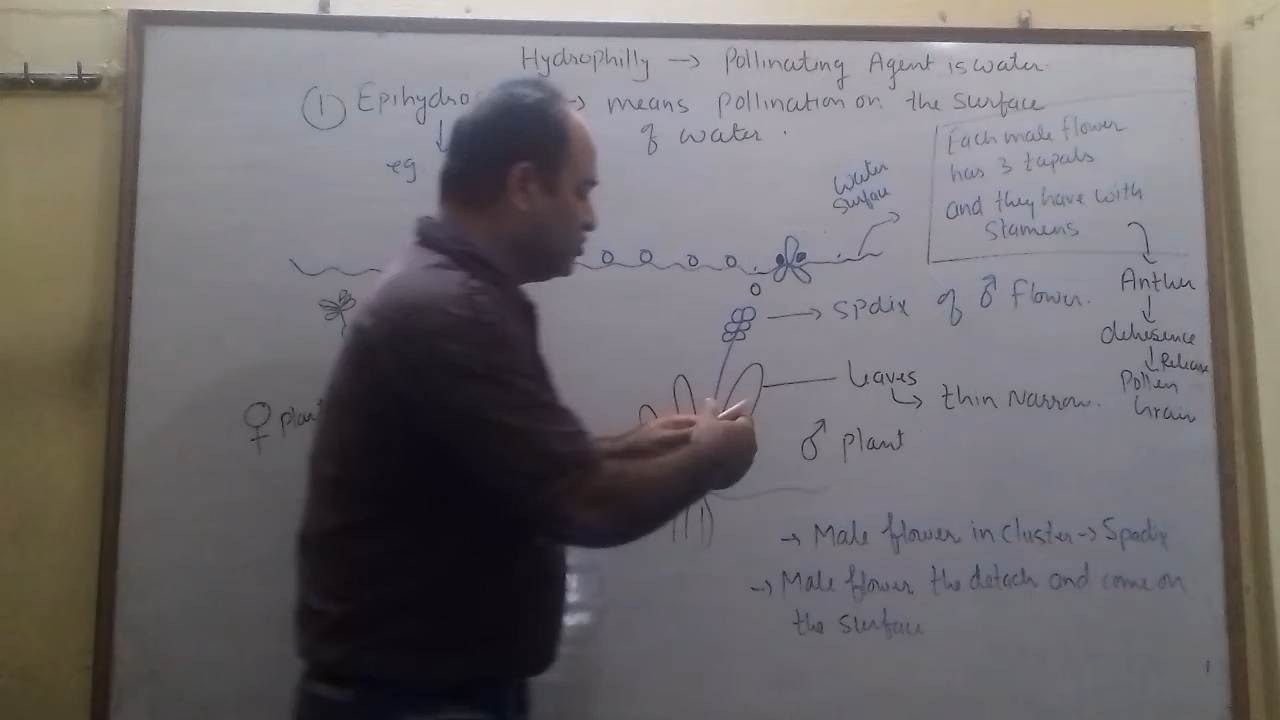 Hydrophilly → Pollinating Agent is water.
① Epihydro → means pollination on the surface
of water.
eg.
Water
surface
Each male flower
has 3 tapals
and they have with
Stamens
Anther
↓
dehesence
↓ Release
Pollen
Grain
→ Spdix of ♂ flower.
leaves
↳ thin Narrow.
♀ plant
♂ plant
→ Male flower in cluster → Spadix
→ Male flower the detach and come on
the surface